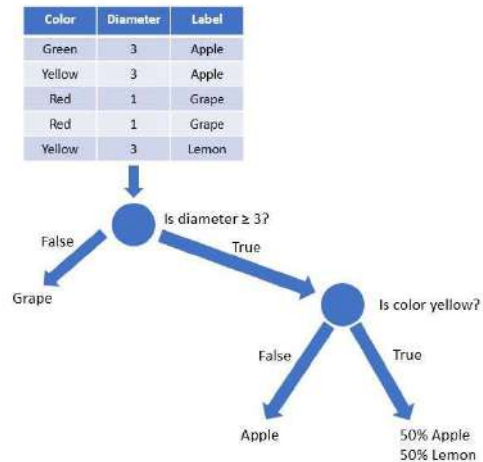 Color Diameter Label
Green 3 Apple
Yellow 3 Apple
Red 1 Grape
Red 1 Grape
Yellow 3 Lemon
Is diameter ≥ 3?
False
True
Grape
Is color yellow?
False
True
Apple
50% Apple
50% Lemon